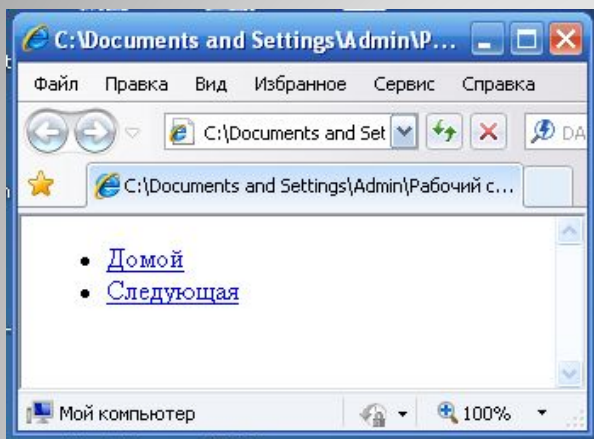 C:\Documents and Settings\Admin\P...
Файл Правка Вид Избранное Сервис Справка
C:\Documents and Set
DA
C:\Documents and Settings\Admin\Рабочий с...
Домой
Следующая
Мой компьютер 100%